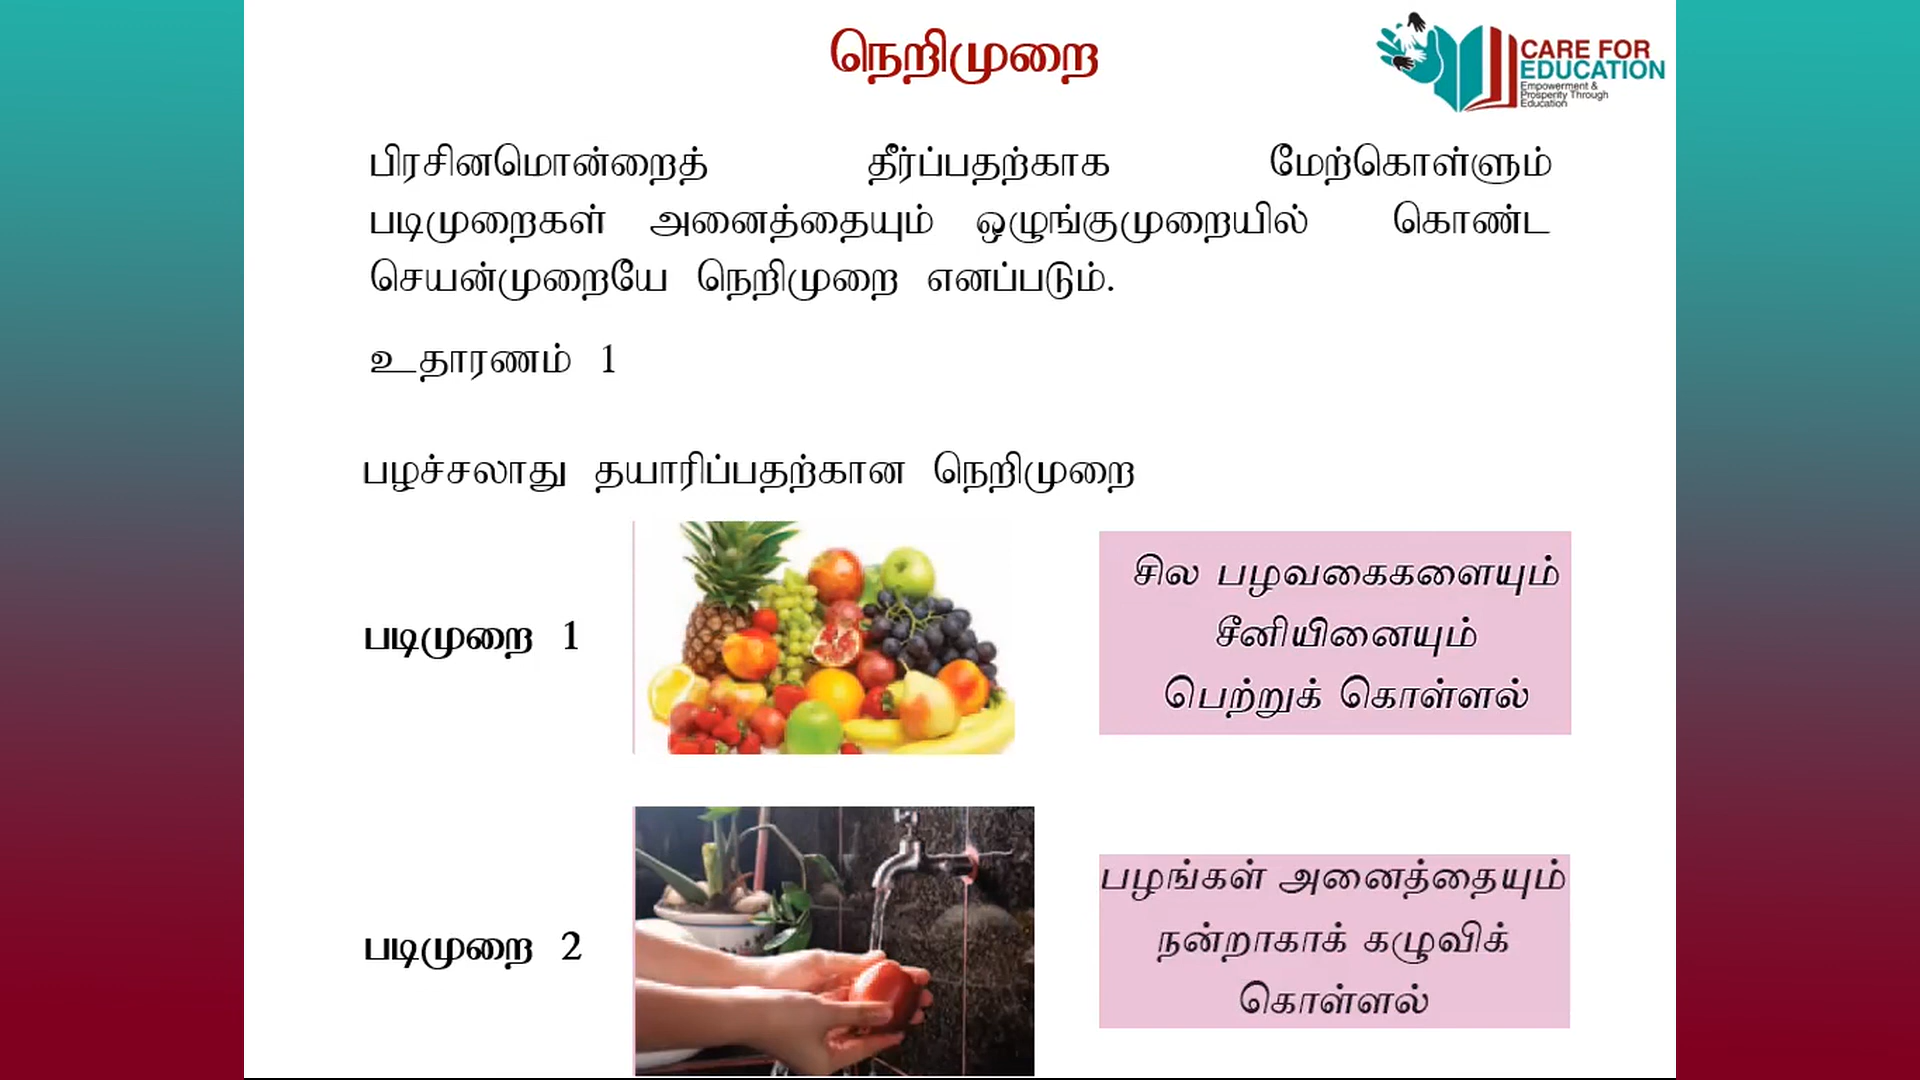 நெறிமுறை
CARE FOR
EDUCATION
Empowerment &
Prosperity Through
Education
பிரசினமொன்றைத் தீர்ப்பதற்காக மேற்கொள்ளும்
படிமுறைகள் அனைத்தையும் ஒழுங்குமுறையில் கொண்ட
செயன்முறையே நெறிமுறை எனப்படும்.
உதாரணம் 1
பழச்சலாது தயாரிப்பதற்கான நெறிமுறை
படிமுறை 1
சில பழவகைகளையும்
சீனியினையும்
பெற்றுக் கொள்ளல்
படிமுறை 2
பழங்கள் அனைத்தையும்
நன்றாகாக் கழுவிக்
கொள்ளல்